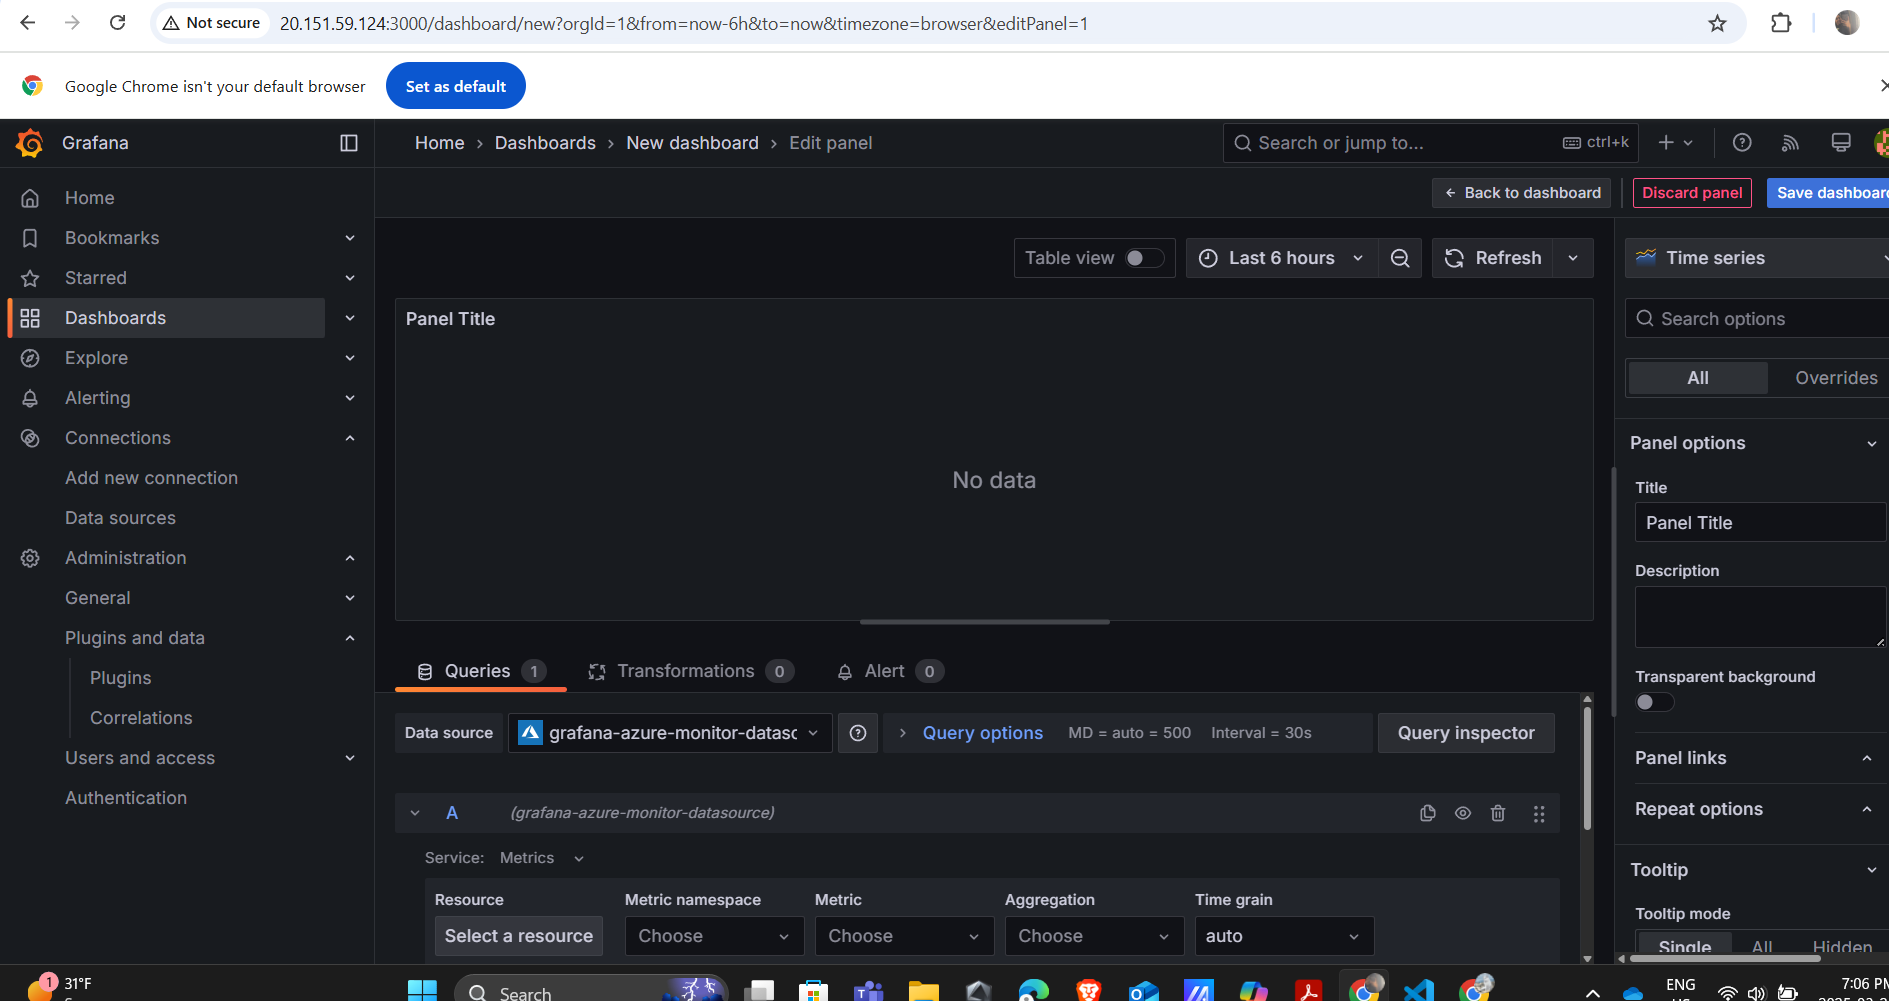 Not secure
20.151.59.124:3000/dashboard/new?orgId=1&from=now-6h&to=now&timezone=browser&editPanel=1
Google Chrome isn't your default browser
Set as default
Grafana
Home › Dashboards › New dashboard › Edit panel
Search or jump to...
ctrl+k
Back to dashboard
Discard panel
Save dashboard
Home
Bookmarks
Starred
Dashboards
Explore
Alerting
Connections
Add new connection
Data sources
Administration
General
Plugins and data
Plugins
Correlations
Users and access
Authentication
Table view
Last 6 hours
Refresh
Panel Title
No data
Queries 1
Transformations 0
Alert 0
Data source
grafana-azure-monitor-datasc
Query options
MD = auto = 500
Interval = 30s
Query inspector
A
(grafana-azure-monitor-datasource)
Service: Metrics
Resource
Metric namespace
Metric
Aggregation
Time grain
Select a resource
Choose
Choose
Choose
auto
Time series
Search options
All
Overrides
Panel options
Title
Panel Title
Description
Transparent background
Panel links
Repeat options
Tooltip
Tooltip mode
Single
All
Hidden
1
31°F
Search
ENG
7:06 PM